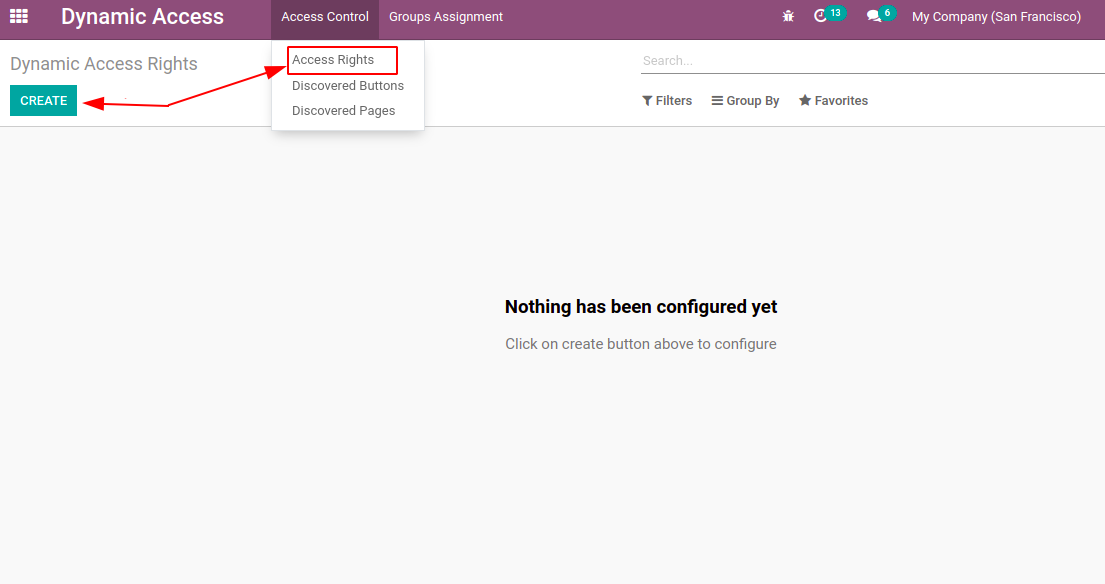 Dynamic Access
Access Control
Groups Assignment
13
6
My Company (San Francisco)
Dynamic Access Rights
CREATE
Access Rights
Discovered Buttons
Discovered Pages
Search...
Filters
Group By
Favorites
Nothing has been configured yet
Click on create button above to configure